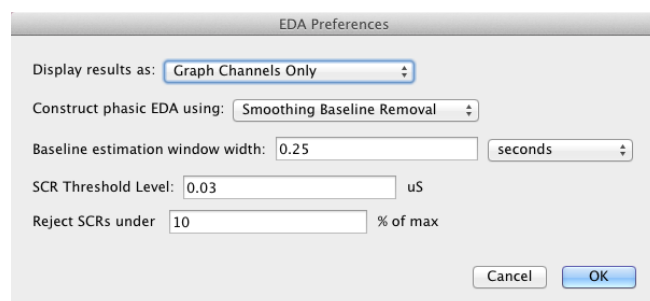 EDA Preferences
Display results as: Graph Channels Only
Construct phasic EDA using: Smoothing Baseline Removal
Baseline estimation window width: 0.25 seconds
SCR Threshold Level: 0.03 uS
Reject SCRs under 10 % of max
Cancel OK